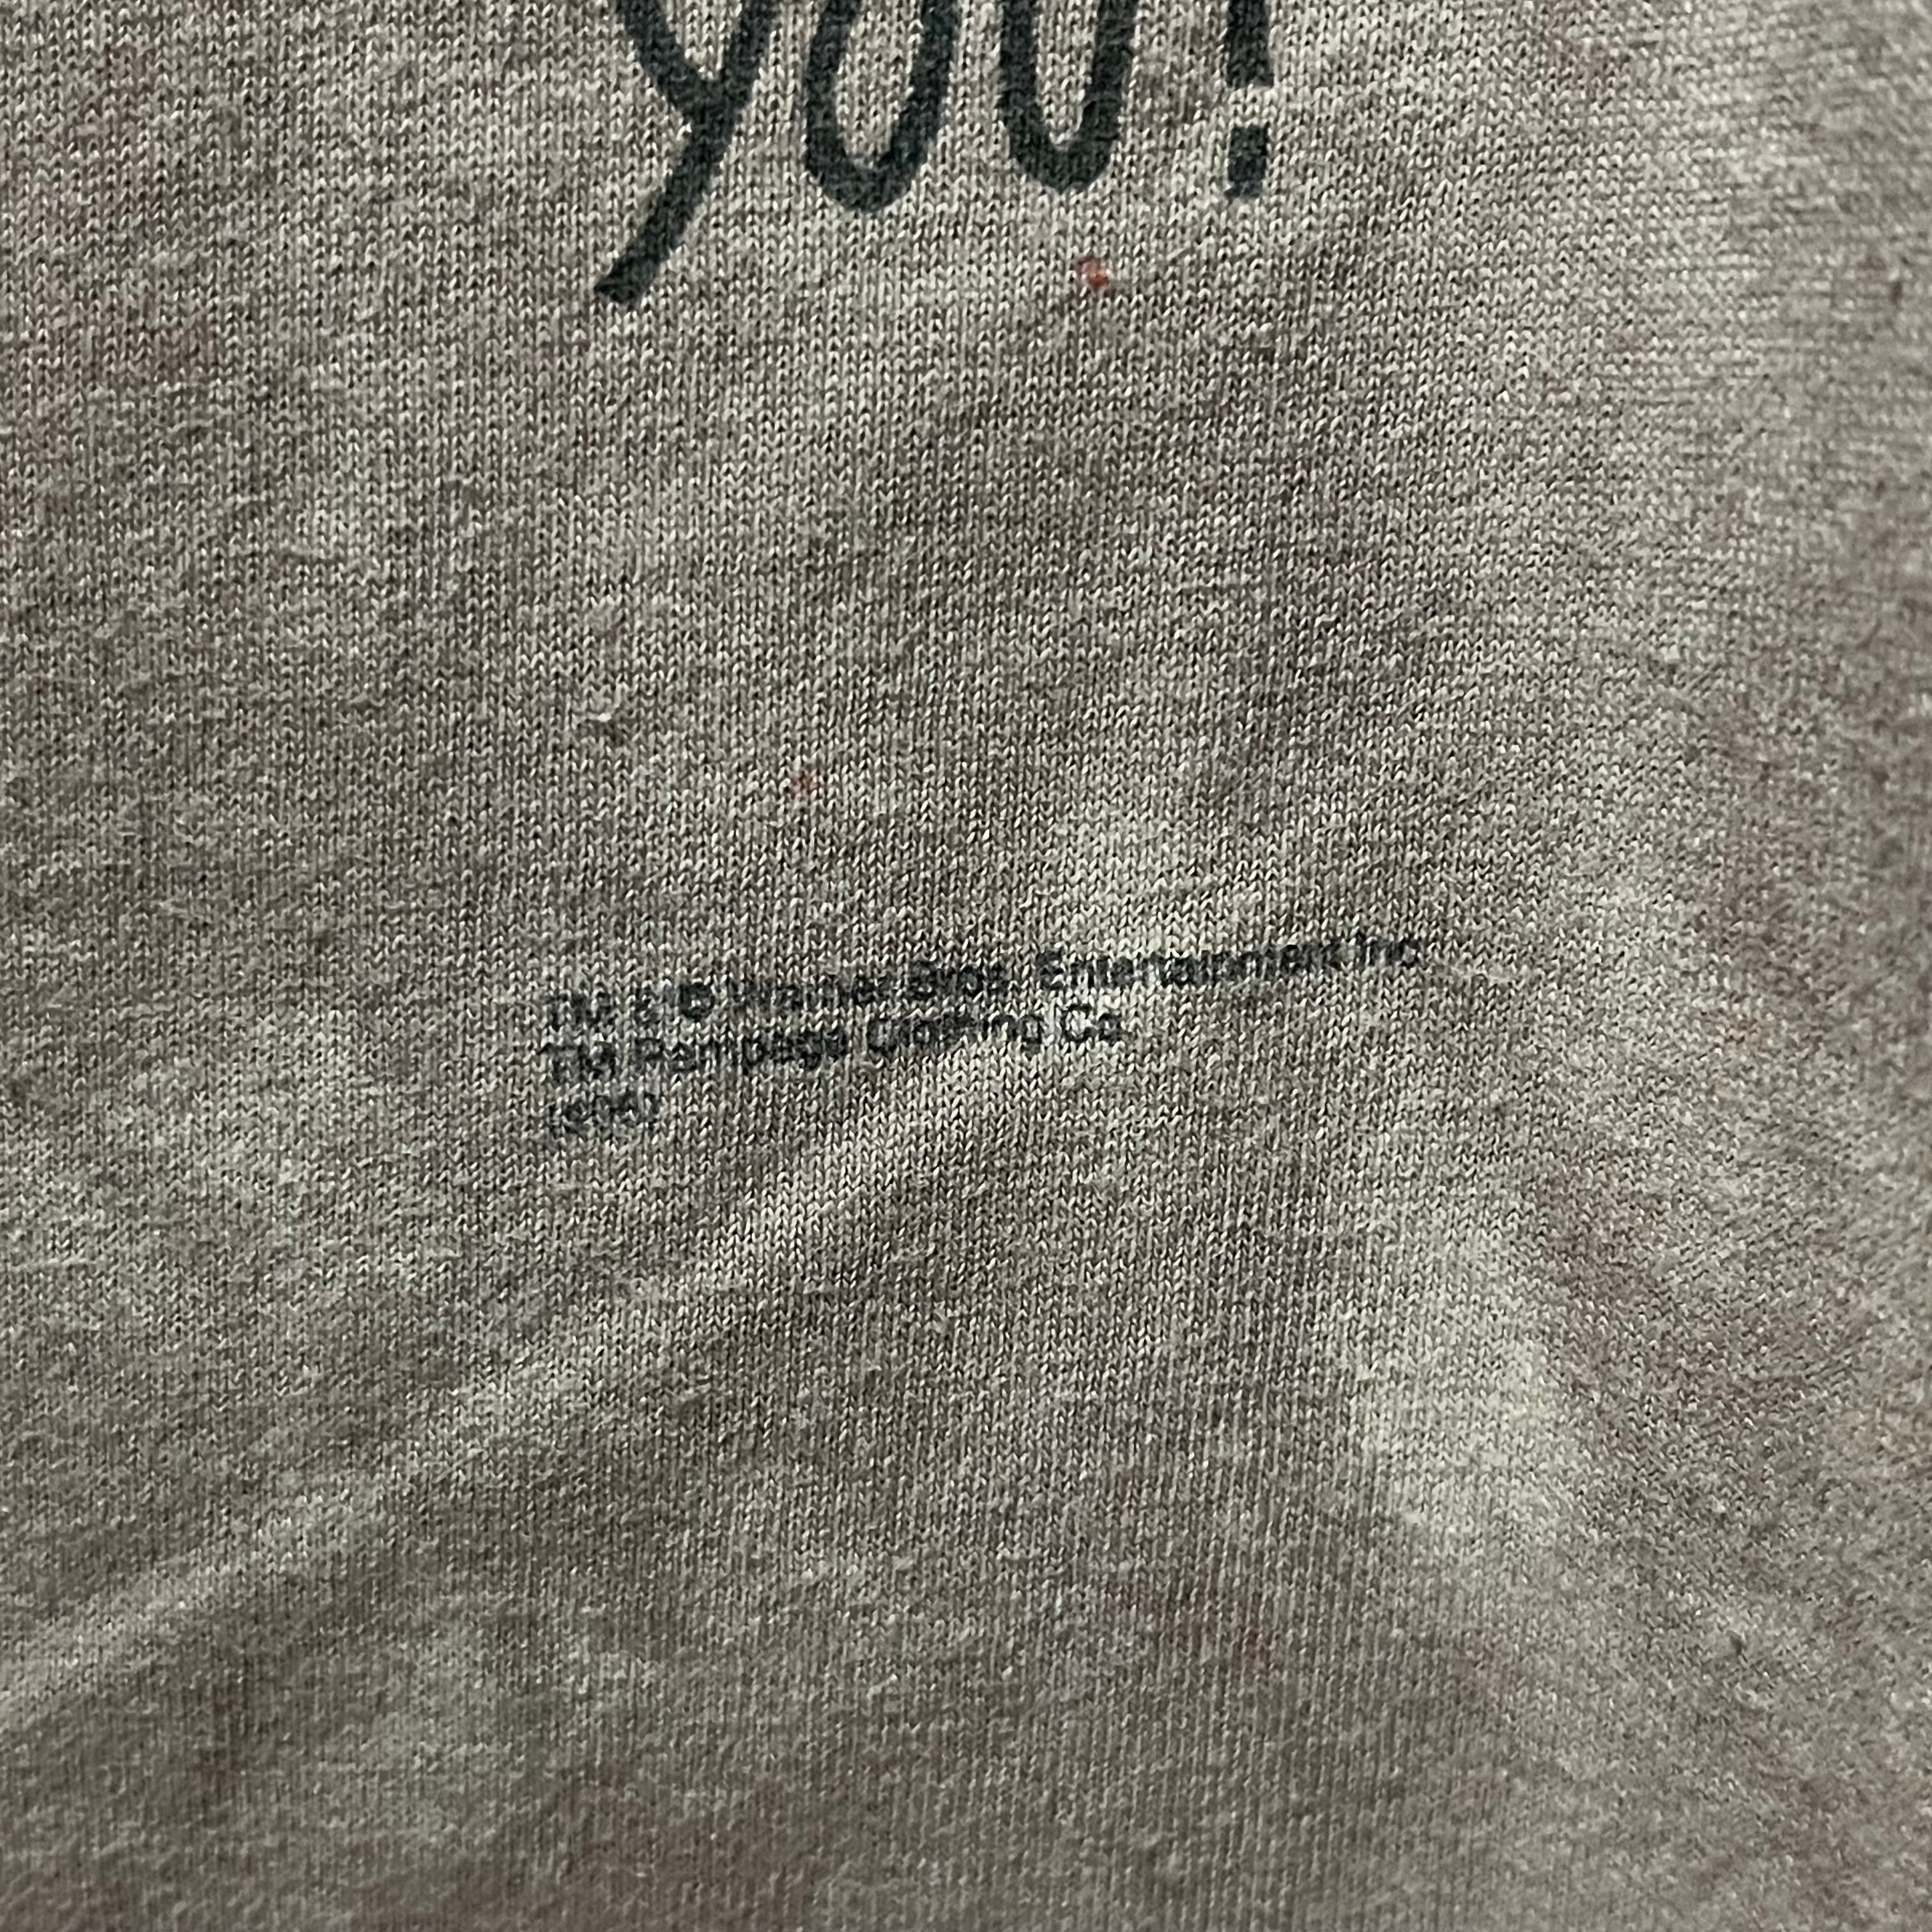 you!
TM & © Warner Bros. Entertainment Inc
TM Rampage Clothing Co.